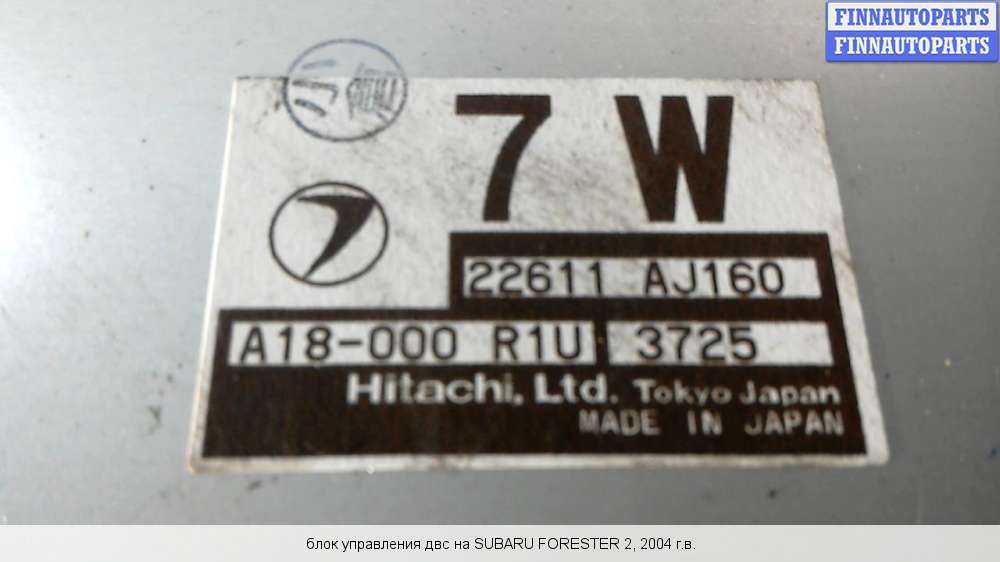 FINNAUTOPARTS
FINNAUTOPARTS
7 W
22611 AJ160
A18-000 R1U 3725
Hitachi, Ltd. Tokyo Japan
MADE IN JAPAN
блок управления двс на SUBARU FORESTER 2, 2004 г.в.